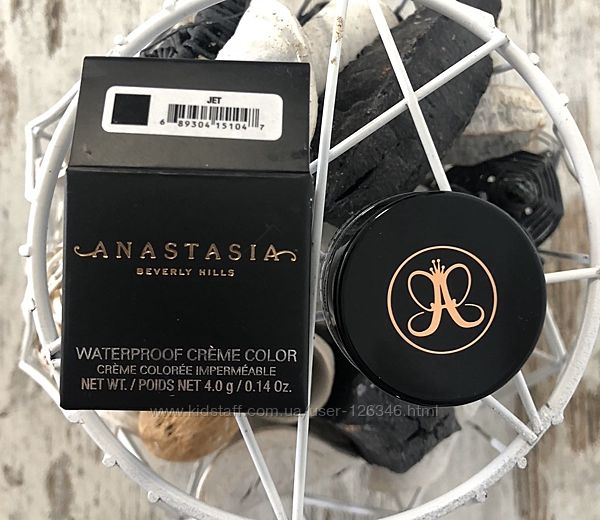 JET
6 89304 15104 7
ANASTASIA
BEVERLY HILLS
WATERPROOF CRÈME COLOR
CRÈME COLORÉE IMPERMÉABLE
NET WT. / POIDS NET 4.0 g / 0.14 Oz.
A
www.kidstaff.com.ua/user-126346.html